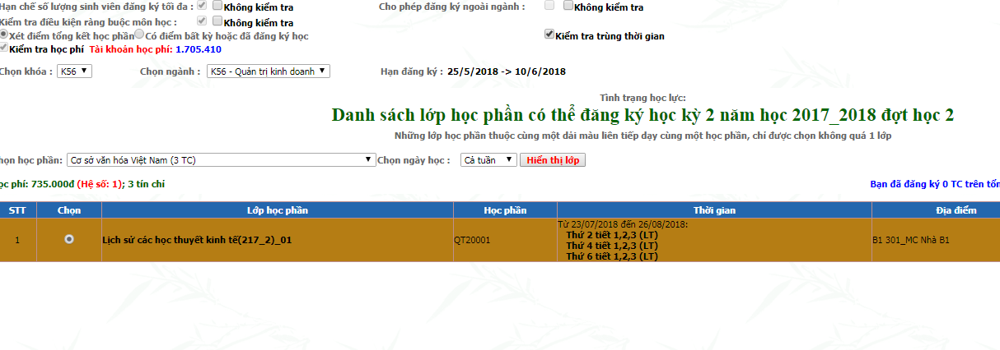 Hạn chế số lượng sinh viên đăng ký tối đa : Không kiểm tra Cho phép đăng ký ngoài ngành : Không kiểm tra
Kiểm tra điều kiện ràng buộc môn học : Không kiểm tra
Xét điểm tổng kết học phần Có điểm bất kỳ hoặc đã đăng ký học Kiểm tra trùng thời gian
Kiểm tra học phí Tài khoản học phí: 1.705.410
Chọn khóa : K56 Chọn ngành : K56 - Quản trị kinh doanh Hạn đăng ký : 25/5/2018 -> 10/6/2018
Tình trạng học lực:
Danh sách lớp học phần có thể đăng ký học kỳ 2 năm học 2017_2018 đợt học 2
Những lớp học phần thuộc cùng một dải màu liên tiếp dạy cùng một học phần, chỉ được chọn không quá 1 lớp
họn học phần: Cơ sở văn hóa Việt Nam (3 TC) Chọn ngày học : Cả tuần Hiển thị lớp
ọc phí: 735.000đ (Hệ số: 1); 3 tín chỉ Bạn đã đăng ký 0 TC trên tổn
STT Chọn Lớp học phần Học phần Thời gian Địa điểm
1 Lịch sử các học thuyết kinh tế(217_2)_01 QT20001 Từ 23/07/2018 đến 26/08/2018: B1 301_MC Nhà B1
Thứ 2 tiết 1,2,3 (LT)
Thứ 4 tiết 1,2,3 (LT)
Thứ 6 tiết 1,2,3 (LT)